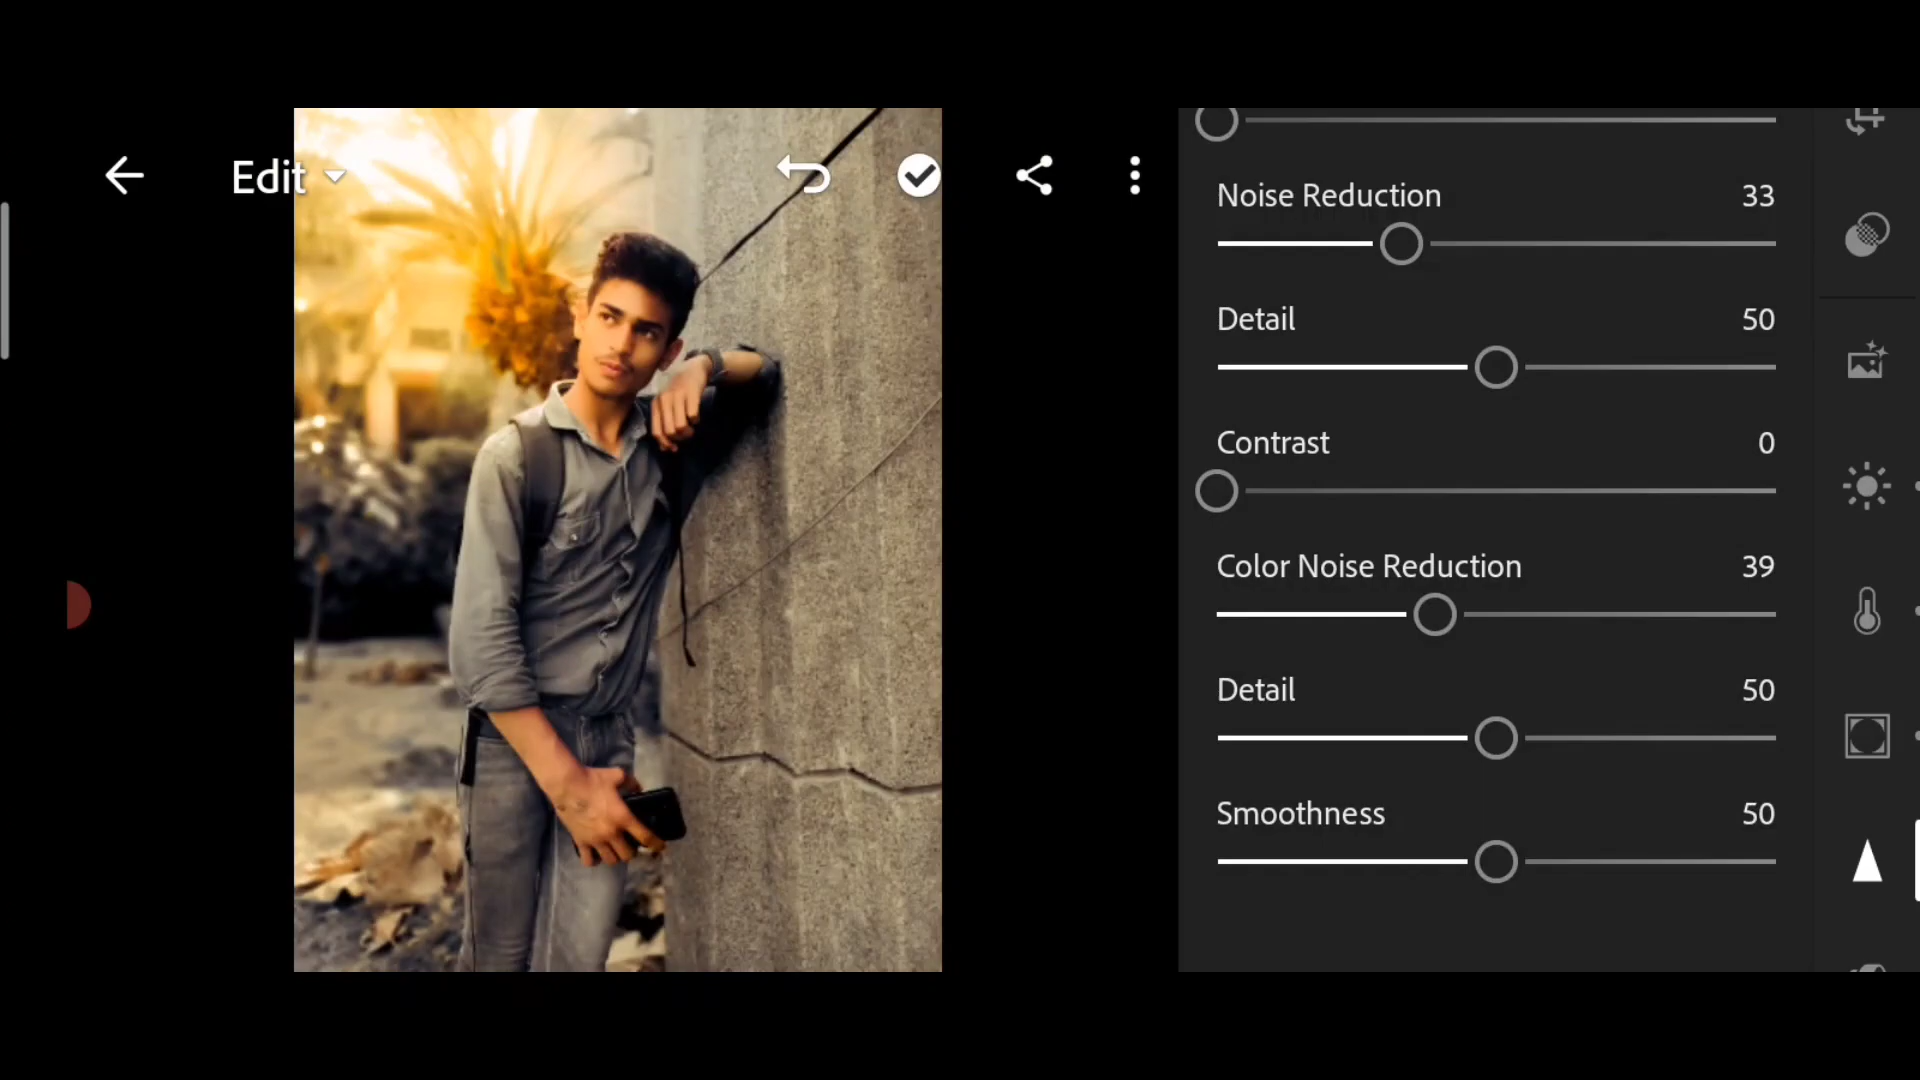 Edit
Noise Reduction 33
Detail 50
Contrast 0
Color Noise Reduction 39
Detail 50
Smoothness 50